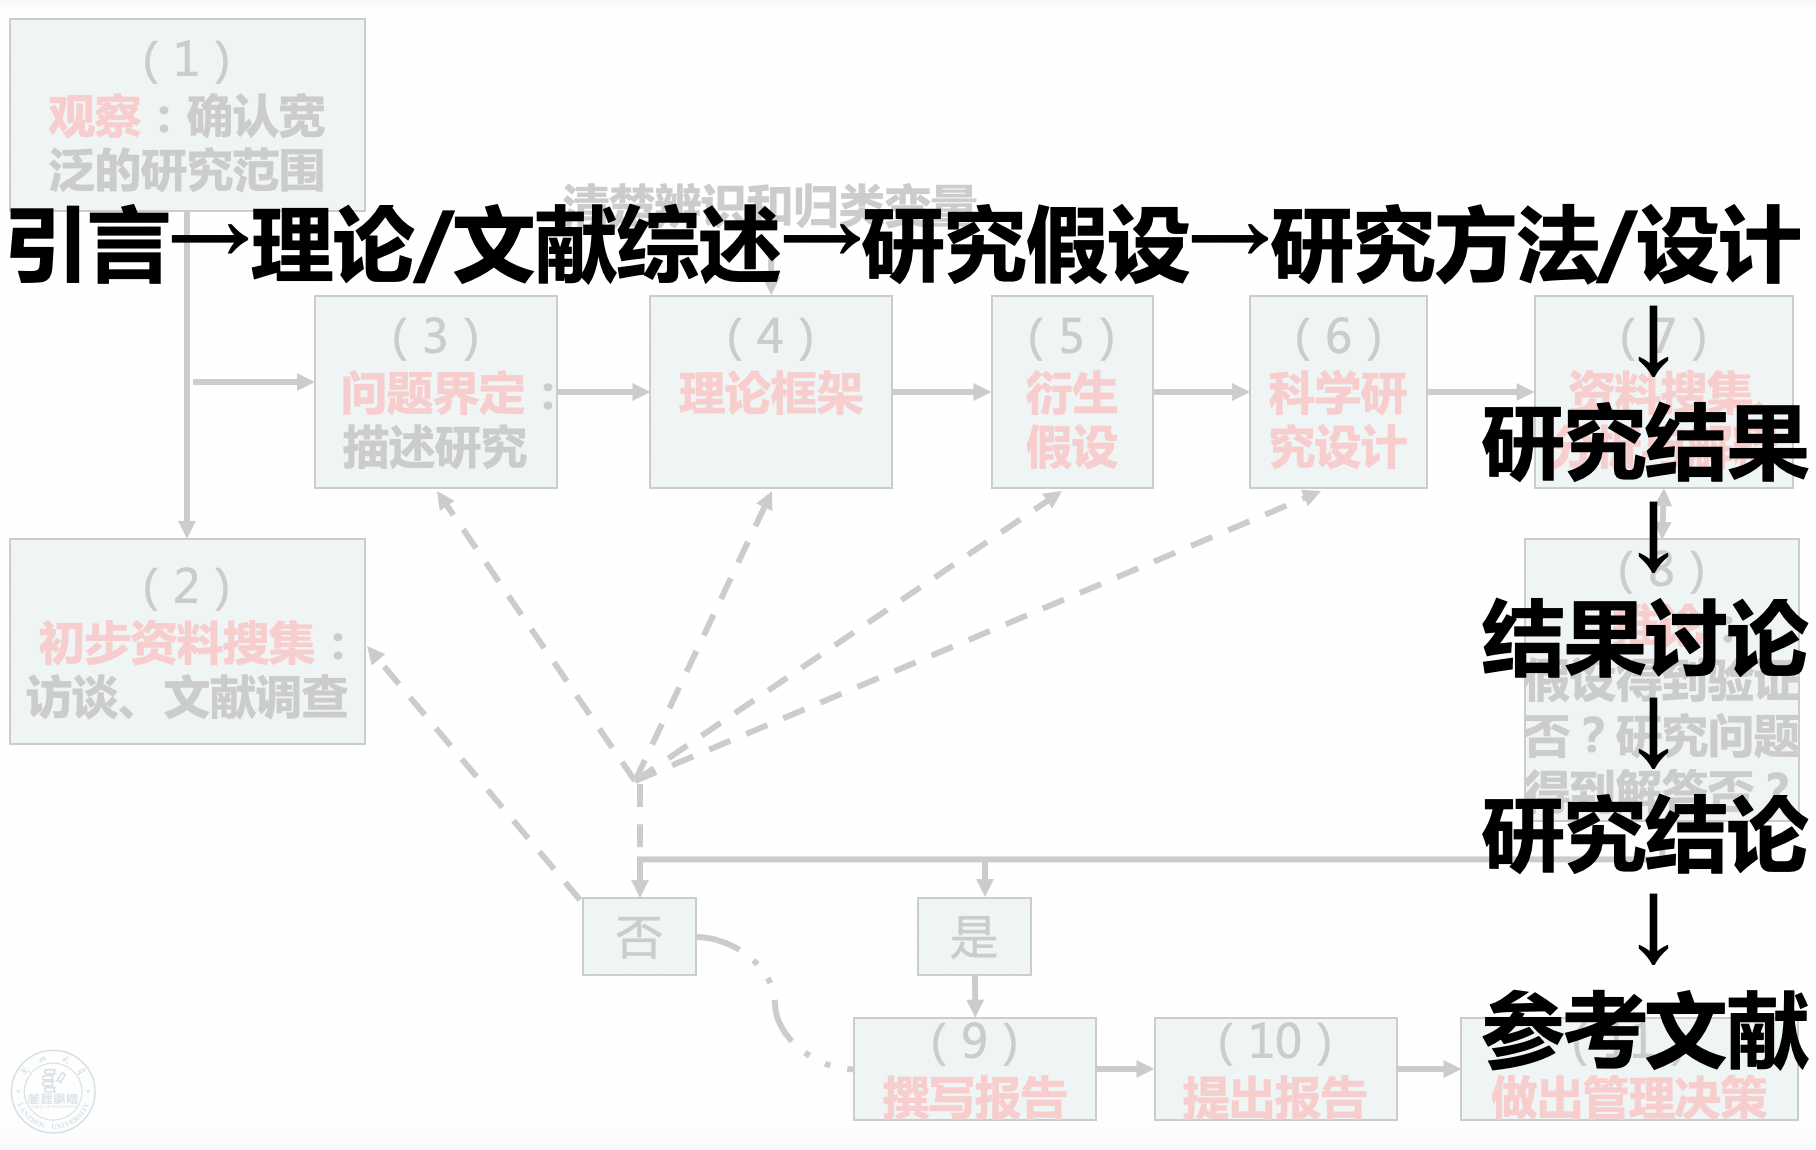 （1）
观察：确认宽
泛的研究范围
清楚辨识和归类变量
引言→理论/文献综述→研究假设→研究方法/设计
↓
研究结果
↓
结果讨论
↓
研究结论
↓
参考文献
（3）
问题界定：
描述研究
（4）
理论框架
（5）
衍生
假设
（6）
科学研
究设计
（7）
资料搜集、
（2）
初步资料搜集：
访谈、文献调查
（8）
假设得到验证
否？研究问题
得到解答否？
否
是
（9）
撰写报告
（10）
提出报告
（11）
做出管理决策
LANZHOU UNIVERSITY